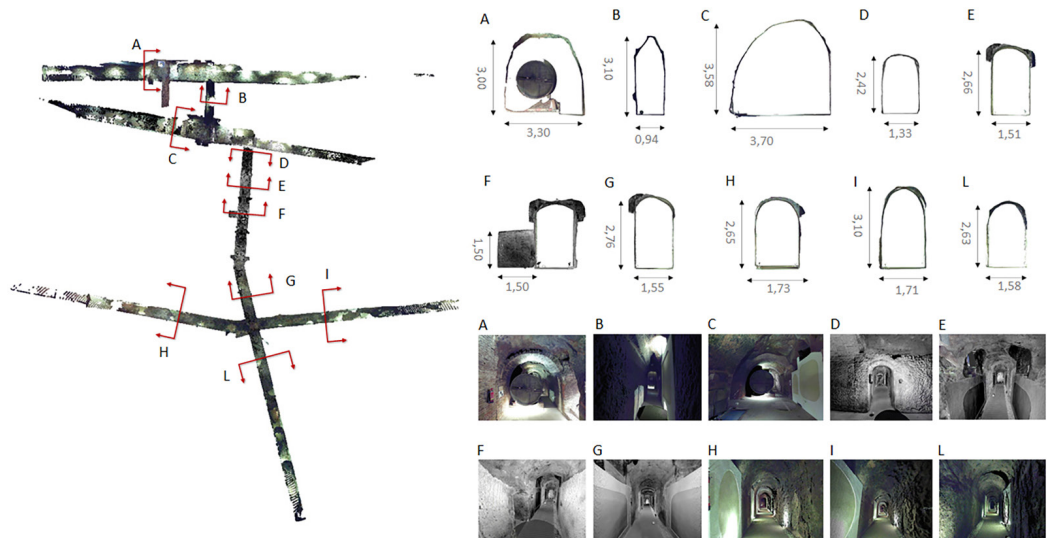 A
B
C
D
E
F
G
I
H
L
A
B
C
D
E
3,00
3,30
3,10
0,94
3,58
3,70
2,42
1,33
2,66
1,51
F
G
H
I
L
1,50
1,50
2,76
1,55
2,65
1,73
3,10
1,71
2,63
1,58
A
B
C
D
E
F
G
H
I
L